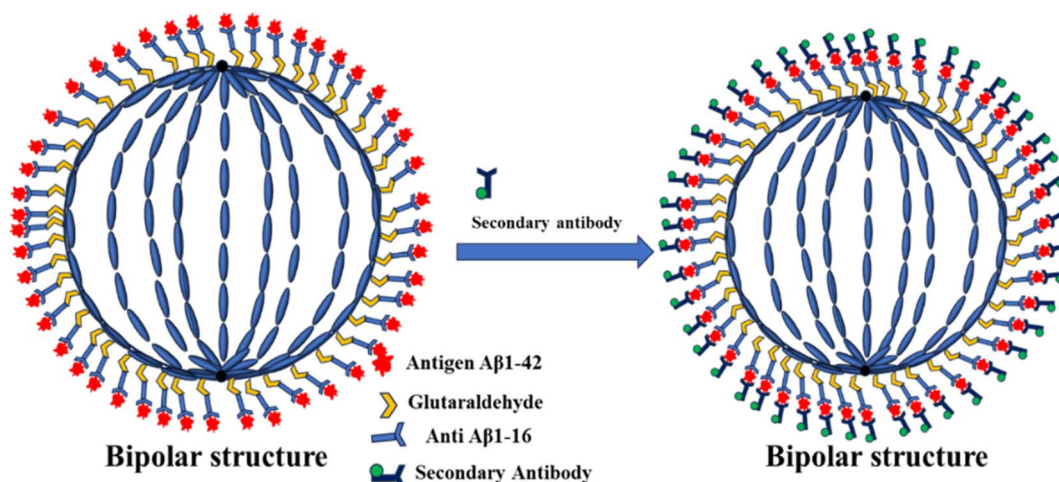 Secondary antibody
Antigen Aβ1-42
Glutaraldehyde
Anti Aβ1-16
Secondary Antibody
Bipolar structure
Bipolar structure